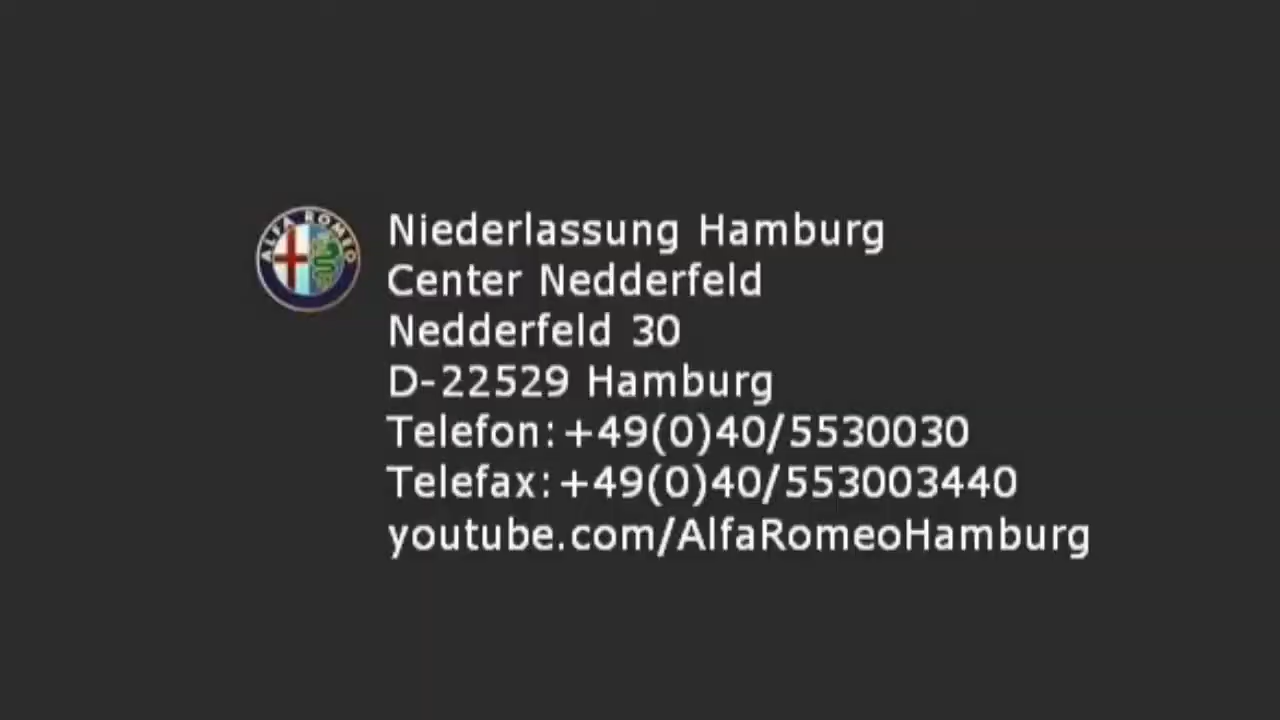 ALFA ROMEO
Niederlassung Hamburg
Center Nedderfeld
Nedderfeld 30
D-22529 Hamburg
Telefon:+49(0)40/5530030
Telefax:+49(0)40/553003440
youtube.com/AlfaRomeoHamburg